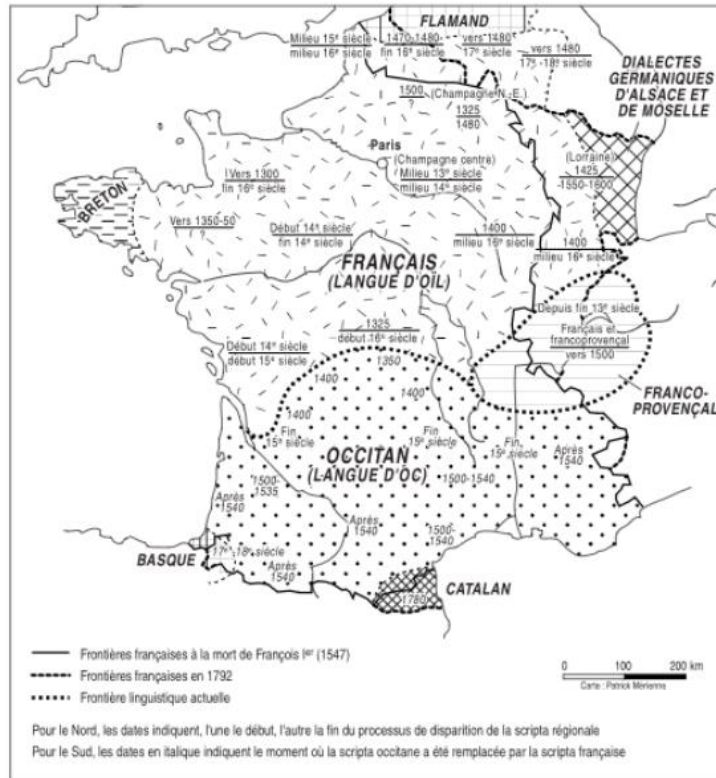 FLAMAND
Milieu 15e siècle
milieu 16e siècle
1470-1480-
fin 16e siècle
vers 1480
17e siècle
vers 1480
17e -18e siècle
DIALECTES
GERMANIQUES
D'ALSACE ET
DE MOSELLE
1500
?
(Champagne N.-E.)
1325
1480
Paris
(Champagne centre)
Milieu 13e siècle
milieu 14e siècle
(Lorraine)
1425
-1550-1600
Vers 1300
fin 16e siècle
BRETON
Vers 1350-50
?
Début 14e siècle
fin 14e siècle
1400
milieu 16e siècle
1400
milieu 16e siècle
FRANÇAIS
(LANGUE D'OÏL)
Depuis fin 13e siècle
Français et
francoprovençal
vers 1500
FRANCO-
PROVENÇAL
Début 14e siècle
début 15e siècle
1325
début 16e siècle
1350
1400
1400
1400
Fin
15e siècle
Fin
15e siècle
Fin
15e siècle
OCCITAN
(LANGUE D'OC)
Après
1540
1500-
1535
1500-1540
Après
1540
Après
1540
1500-
1540
BASQUE
17e -18e siècle
Après
1540
1780
CATALAN
Frontières françaises à la mort de François Ier (1547)
Frontières françaises en 1792
Frontière linguistique actuelle
0 100 200 km
Carte : Patrick Mérienne
Pour le Nord, les dates indiquent, l'une le début, l'autre la fin du processus de disparition de la scripta régionale
Pour le Sud, les dates en italique indiquent le moment où la scripta occitane a été remplacée par la scripta française